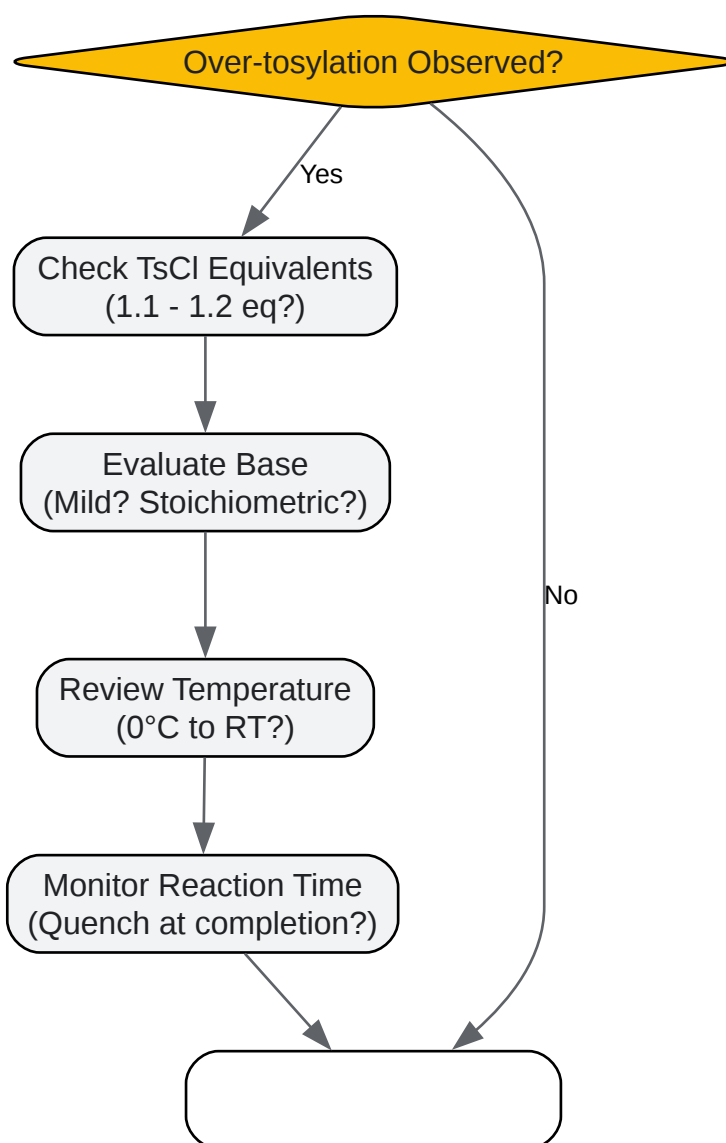 Over-tosylation Observed?
Yes
Check TsCl Equivalents
(1.1 - 1.2 eq?)
Evaluate Base
(Mild? Stoichiometric?)
No
Review Temperature
(0°C to RT?)
Monitor Reaction Time
(Quench at completion?)